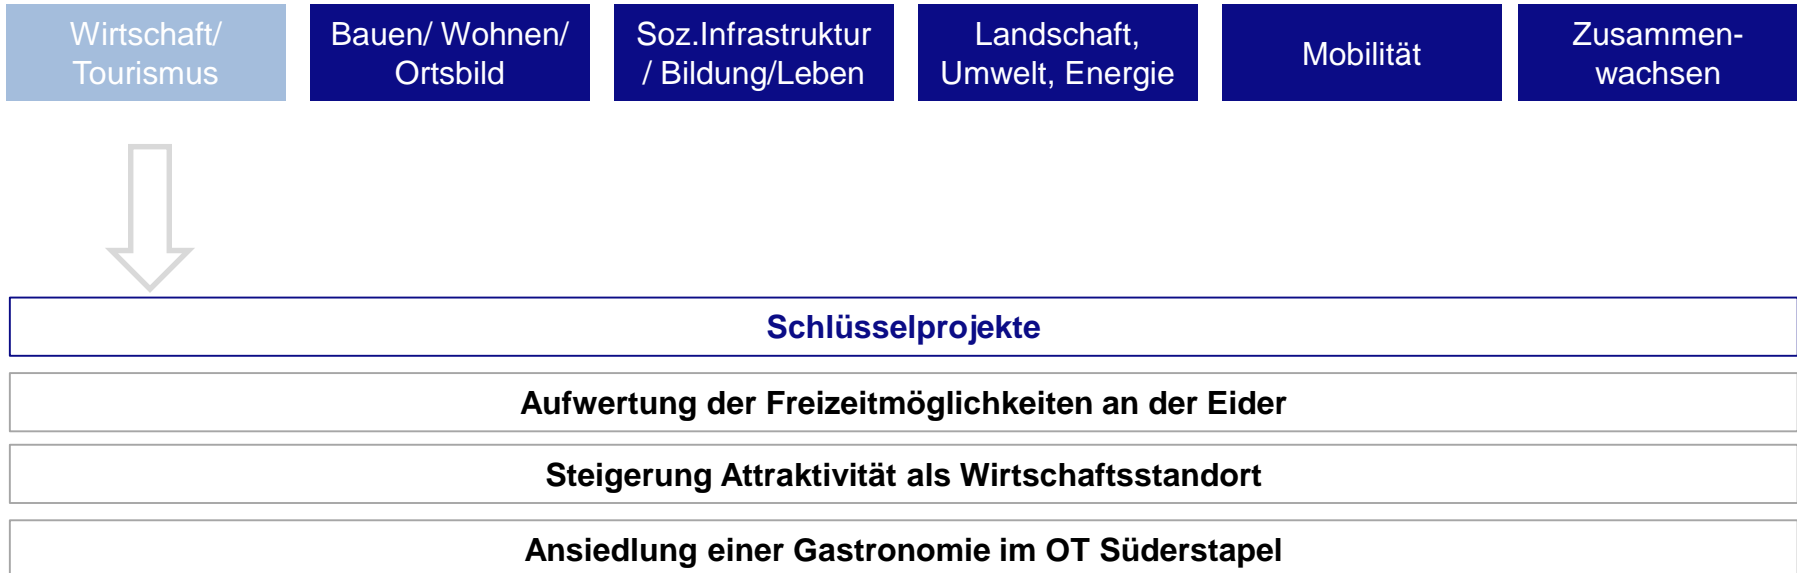 Wirtschaft/
Tourismus
Bauen/ Wohnen/
Ortsbild
Soz.Infrastruktur
/ Bildung/Leben
Landschaft,
Umwelt, Energie
Mobilität
Zusammen-
wachsen
Schlüsselprojekte
Aufwertung der Freizeitmöglichkeiten an der Eider
Steigerung Attraktivität als Wirtschaftsstandort
Ansiedlung einer Gastronomie im OT Süderstapel